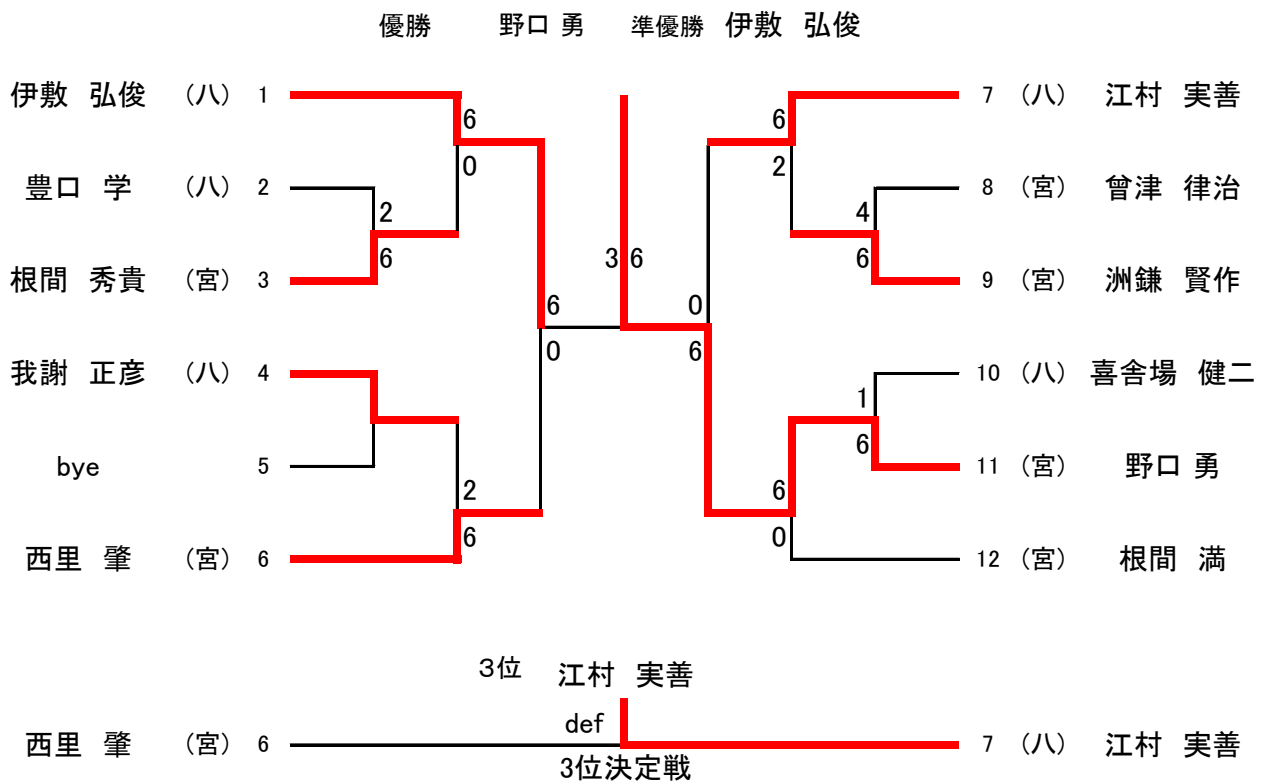 優勝 野口 勇 準優勝 伊敷 弘俊
伊敷 弘俊 (八) 1
6
0
豊口 学 (八) 2
2
6
根間 秀貴 (宮) 3
我謝 正彦 (八) 4
bye 5
2
6
西里 肇 (宮) 6
6
0
3 6
7 (八) 江村 実善
6
2
8 (宮) 曾津 律治
4
6
9 (宮) 洲鎌 賢作
0
6
10 (八) 喜舎場 健二
1
6
11 (宮) 野口 勇
6
0
12 (宮) 根間 満
3位 江村 実善
def
西里 肇 (宮) 6
7 (八) 江村 実善
3位決定戦